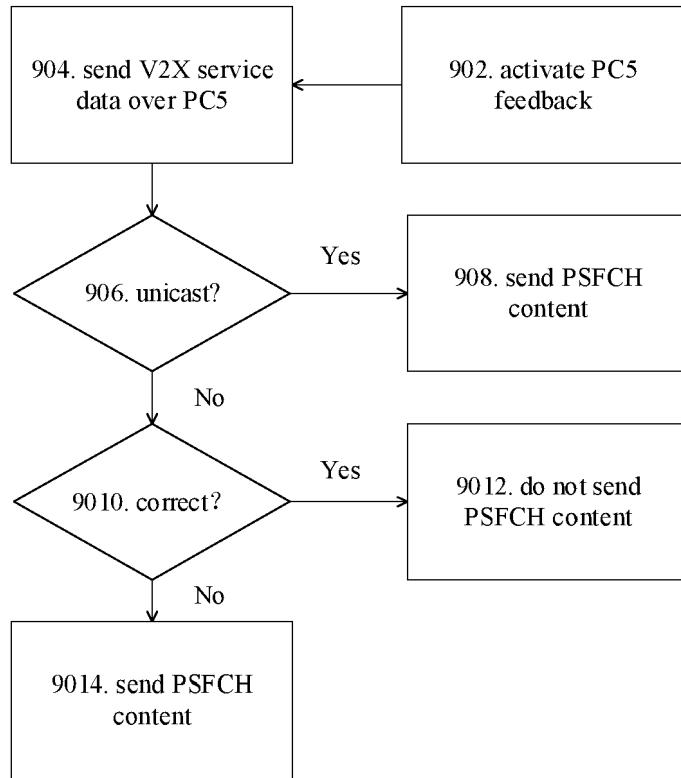 904. send V2X service
data over PC5
902. activate PC5
feedback
906. unicast?
Yes
908. send PSFCH
content
No
9010. correct?
Yes
9012. do not send
PSFCH content
No
9014. send PSFCH
content